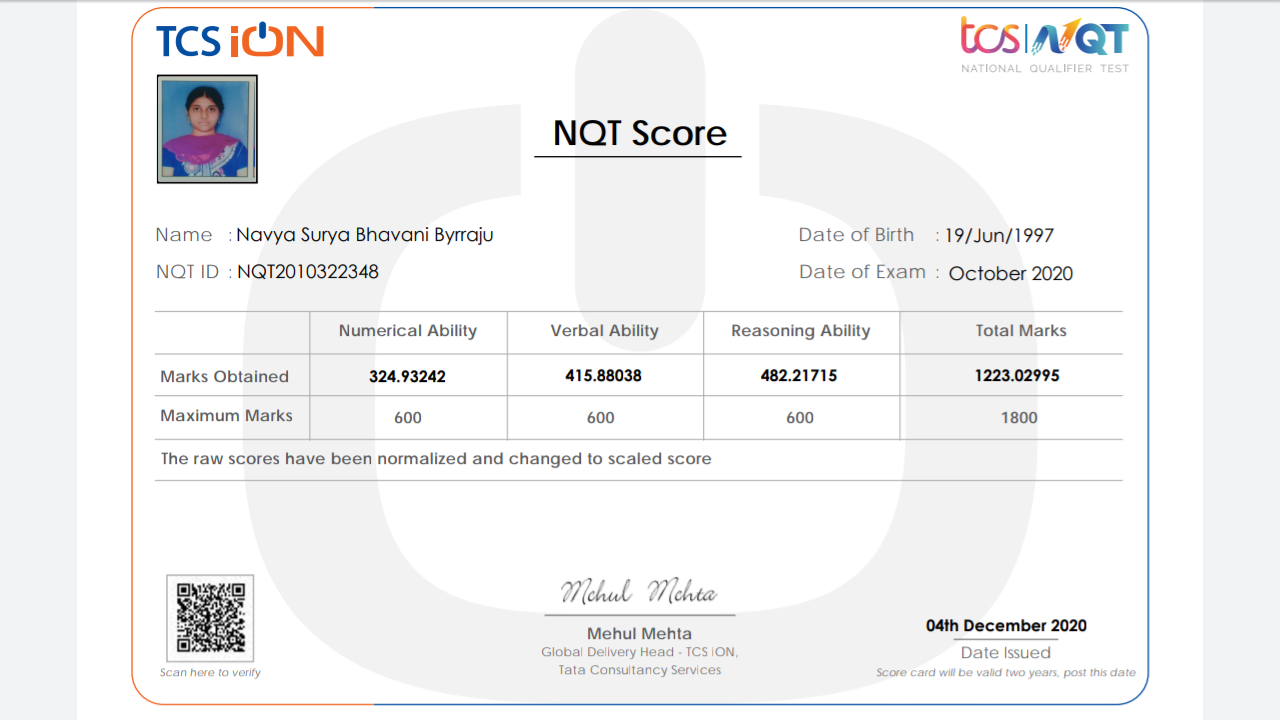 TCS iON
tcs | NQT
NATIONAL QUALIFIER TEST
NQT Score
Name : Navya Surya Bhavani Byrraju
Date of Birth : 19/Jun/1997
NQT ID : NQT2010322348
Date of Exam : October 2020
Numerical Ability Verbal Ability Reasoning Ability Total Marks
Marks Obtained 324.93242 415.88038 482.21715 1223.02995
Maximum Marks 600 600 600 1800
The raw scores have been normalized and changed to scaled score
Mehul Mehta
Mehul Mehta
Global Delivery Head - TCS iON,
Tata Consultancy Services
04th December 2020
Date Issued
Scan here to verify
Score card will be valid two years, post this date